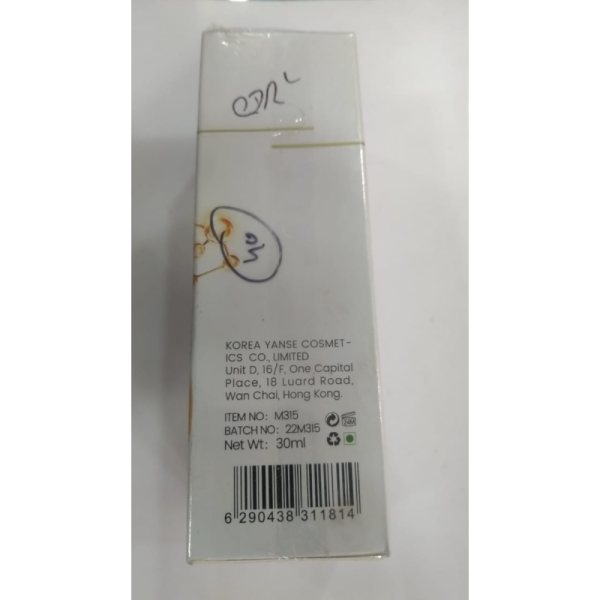 KOREA YANSE COSMET-
ICS CO., LIMITED
Unit D, 16/F, One Capital
Place, 18 Luard Road,
Wan Chai, Hong Kong.
ITEM NO: M315
BATCH NO: 22M315
24M
Net Wt: 30ml
6 290438 311814